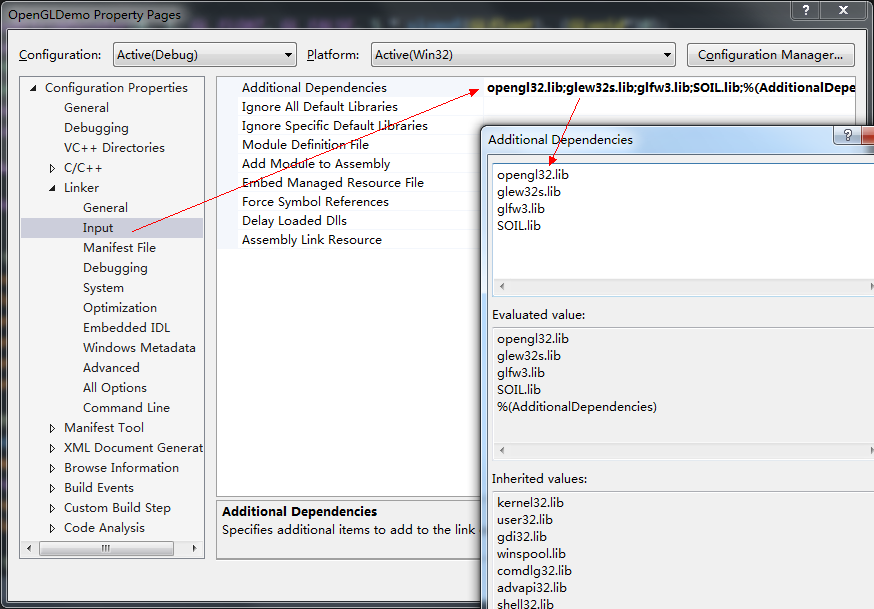 OpenGLDemo Property Pages
?
X
Configuration: Active(Debug) Platform: Active(Win32) Configuration Manager...
Configuration Properties
General
Debugging
VC++ Directories
C/C++
Linker
General
Input
Manifest File
Debugging
System
Optimization
Embedded IDL
Windows Metadata
Advanced
All Options
Command Line
Manifest Tool
XML Document Generat
Browse Information
Build Events
Custom Build Step
Code Analysis
Additional Dependencies opengl32.lib;glew32s.lib;glfw3.lib;SOIL.lib;%(AdditionalDepe
Ignore All Default Libraries
Ignore Specific Default Libraries
Module Definition File
Add Module to Assembly
Embed Managed Resource File
Force Symbol References
Delay Loaded Dlls
Assembly Link Resource
Additional Dependencies
Specifies additional items to add to the link
Additional Dependencies
?
opengl32.lib
glew32s.lib
glfw3.lib
SOIL.lib
Evaluated value:
opengl32.lib
glew32s.lib
glfw3.lib
SOIL.lib
%(AdditionalDependencies)
Inherited values:
kernel32.lib
user32.lib
gdi32.lib
winspool.lib
comdlg32.lib
advapi32.lib
shell32.lib